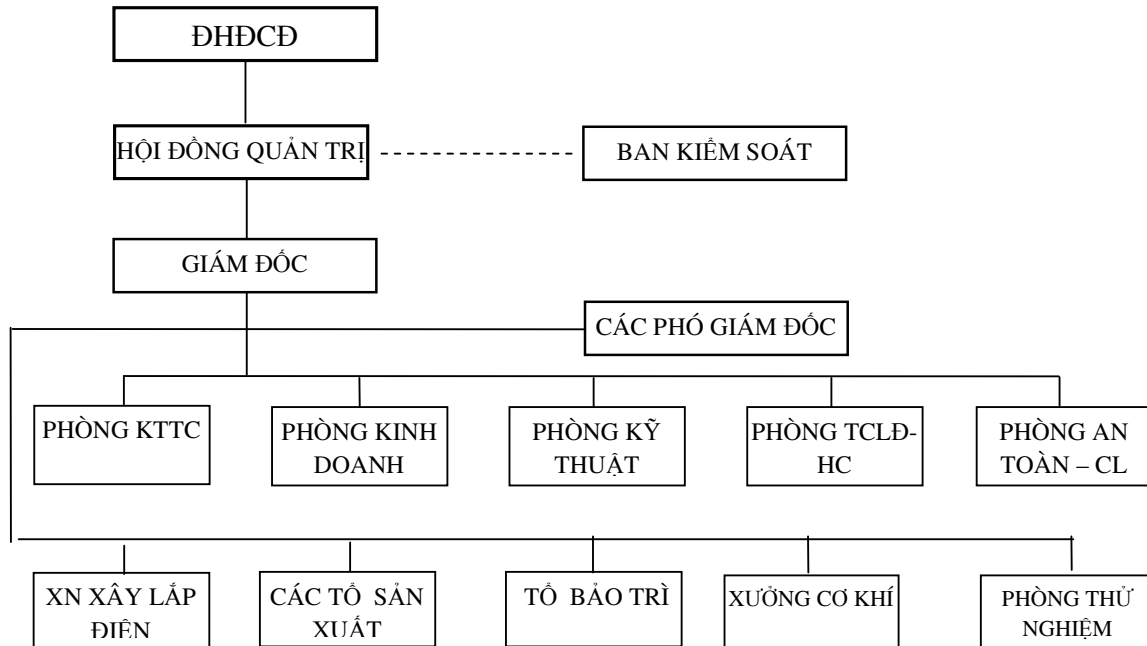 ĐHĐCĐ
HỘI ĐỒNG QUẢN TRỊ
BAN KIỂM SOÁT
GIÁM ĐỐC
CÁC PHÓ GIÁM ĐỐC
PHÒNG KTTC
PHÒNG KINH
DOANH
PHÒNG KỸ
THUẬT
PHÒNG TCLĐ-
HC
PHÒNG AN
TOÀN – CL
XN XÂY LẮP
ĐIỆN
CÁC TỔ SẢN
XUẤT
TỔ BẢO TRÌ
XƯỞNG CƠ KHÍ
PHÒNG THỬ
NGHIỆM